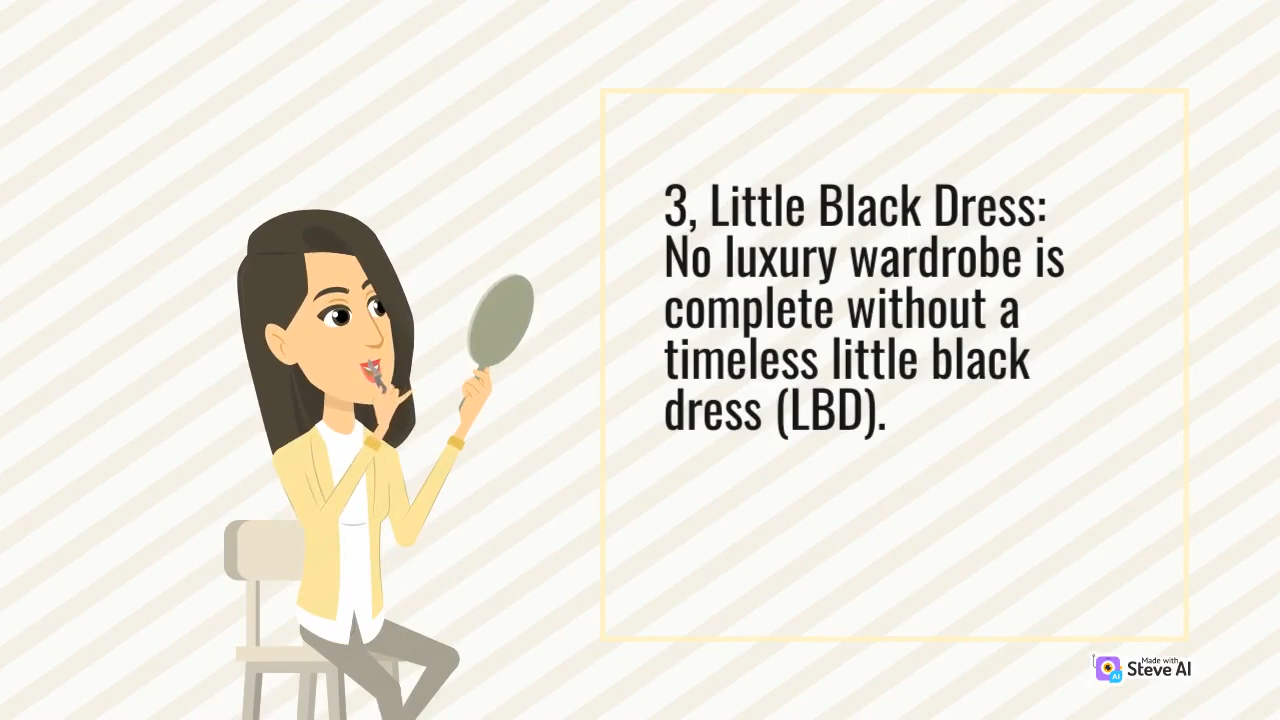 3, Little Black Dress:
No luxury wardrobe is
complete without a
timeless little black
dress (LBD).
Made with
Steve AI
AI